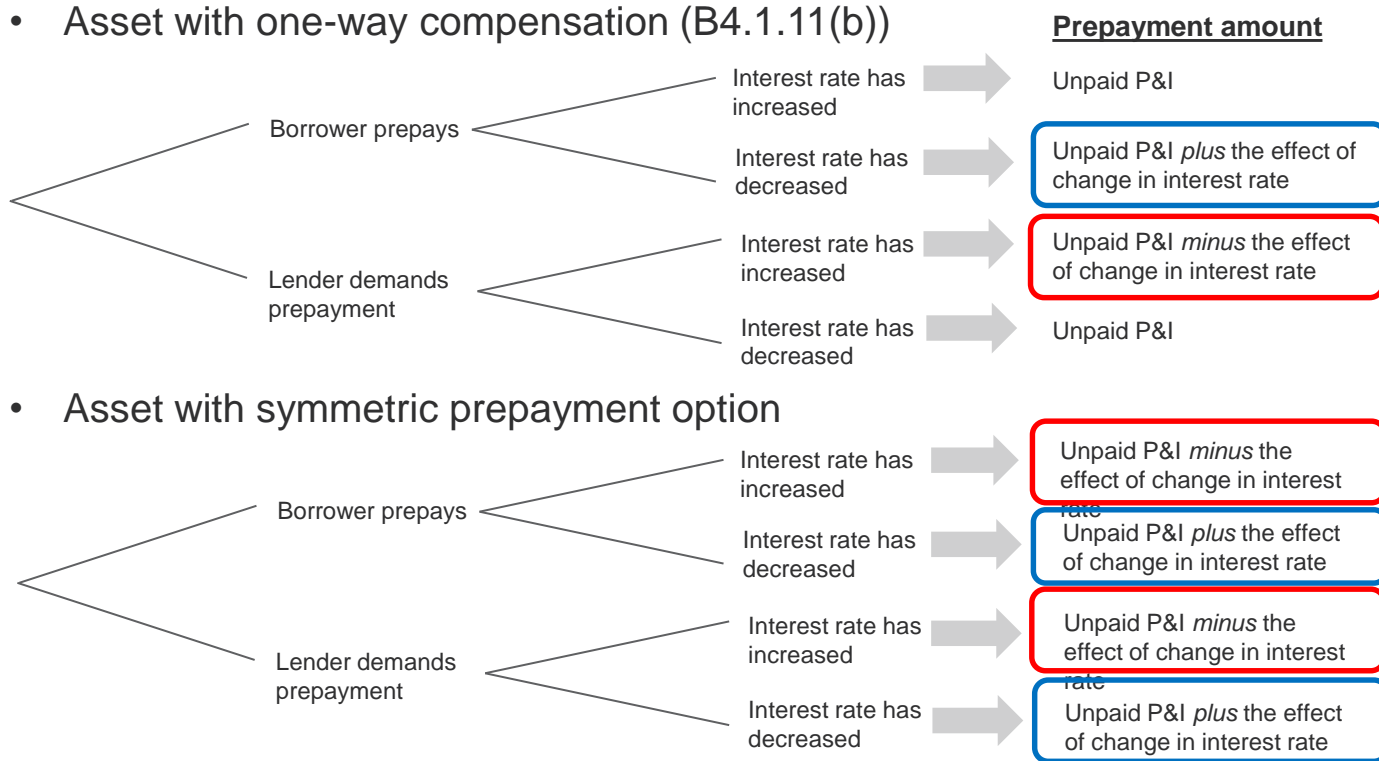 • Asset with one-way compensation (B4.1.11(b))
Prepayment amount
Borrower prepays
Interest rate has
increased
Unpaid P&I
Interest rate has
decreased
Unpaid P&I plus the effect of
change in interest rate
Lender demands
prepayment
Interest rate has
increased
Unpaid P&I minus the effect
of change in interest rate
Interest rate has
decreased
Unpaid P&I
• Asset with symmetric prepayment option
Borrower prepays
Interest rate has
increased
Unpaid P&I minus the
effect of change in interest
rate
Interest rate has
decreased
Unpaid P&I plus the effect
of change in interest rate
Lender demands
prepayment
Interest rate has
increased
Unpaid P&I minus the
effect of change in interest
rate
Interest rate has
decreased
Unpaid P&I plus the effect
of change in interest rate